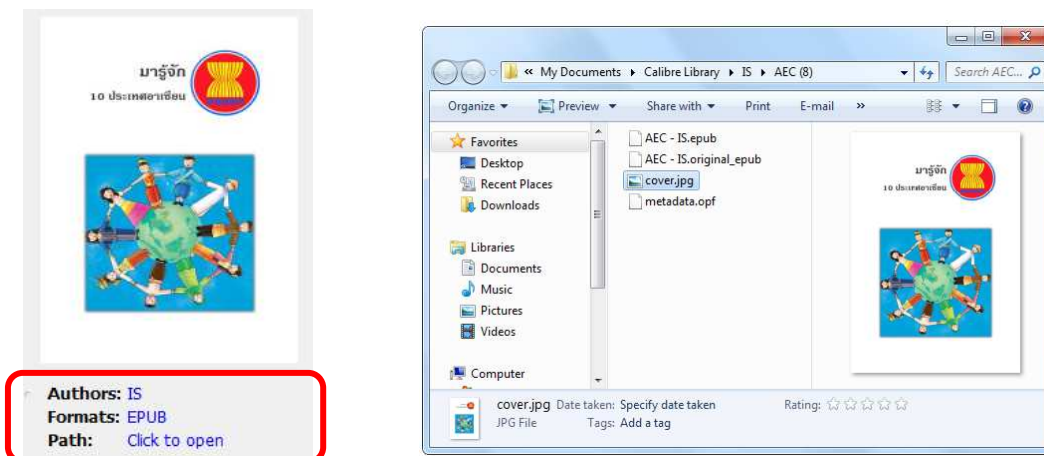 มารู้จัก
10 ประเทศอาเซียน
Authors: IS
Formats: EPUB
Path: Click to open
« My Documents ▸ Calibre Library ▸ IS ▸ AEC (8)
Search AEC...
Organize Preview Share with Print E-mail »
Favorites
Desktop
Recent Places
Downloads
Libraries
Documents
Music
Pictures
Videos
Computer
AEC - IS.epub
AEC - IS.original_epub
cover.jpg
metadata.opf
มารู้จัก
10 ประเทศอาเซียน
cover.jpg Date taken: Specify date taken Rating:
JPG File Tags: Add a tag